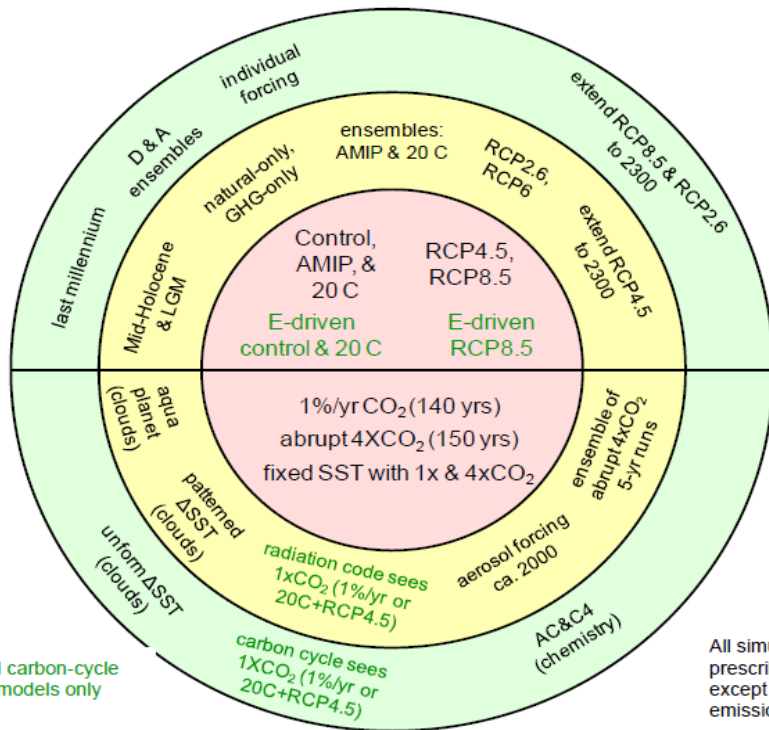 individual
forcing
D & A
ensembles
last millennium
extend RCP8.5 & RCP2.6
to 2300
ensembles:
AMIP & 20 C
natural-only,
GHG-only
RCP2.6,
RCP6
Mid-Holocene
& LGM
extend RCP4.5
to 2300
Control,
AMIP, &
20 C
RCP4.5,
RCP8.5
E-driven
control & 20 C
E-driven
RCP8.5
1%/yr CO₂ (140 yrs)
abrupt 4XCO₂ (150 yrs)
fixed SST with 1x & 4xCO₂
aqua
planet
(clouds)
ensemble of
abrupt 4xCO₂
5-yr runs
patterned
ΔSST
(clouds)
aerosol forcing
ca. 2000
unform ΔSST
(clouds)
radiation code sees
1xCO₂ (1%/yr or
20C+RCP4.5)
AC&C4
(chemistry)
carbon cycle sees
1XCO₂ (1%/yr or
20C+RCP4.5)
carbon-cycle
models only
All simu
prescri
except
emission